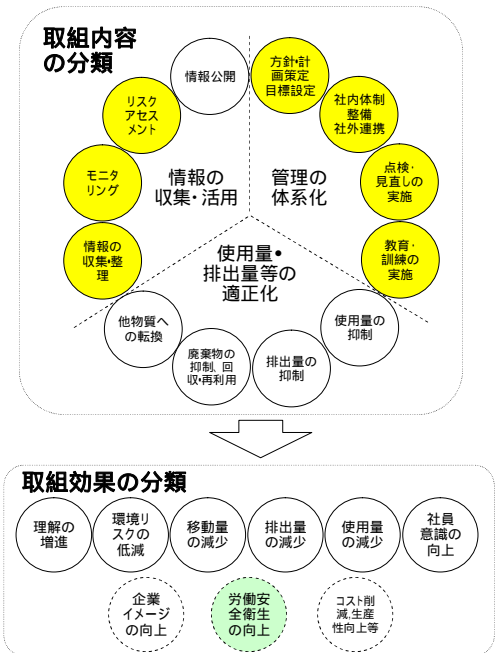 取組内容
の分類
情報公開
方針・計
画策定
目標設定
リスク
アセス
メント
社内体制
整備
社外連携
モニタ
リング
情報の
収集・活用
管理の
体系化
点検・
見直しの
実施
情報の
収集・整
理
使用量・
排出量等の
適正化
教育・
訓練の
実施
他物質へ
の転換
廃棄物の
抑制、回
収・再利用
排出量の
抑制
使用量の
抑制
取組効果の分類
理解の
増進
環境リ
スクの
低減
移動量
の減少
排出量
の減少
使用量
の減少
社員
意識の
向上
企業
イメージ
の向上
労働安
全衛生
の向上
コスト削
減、生産
性向上等